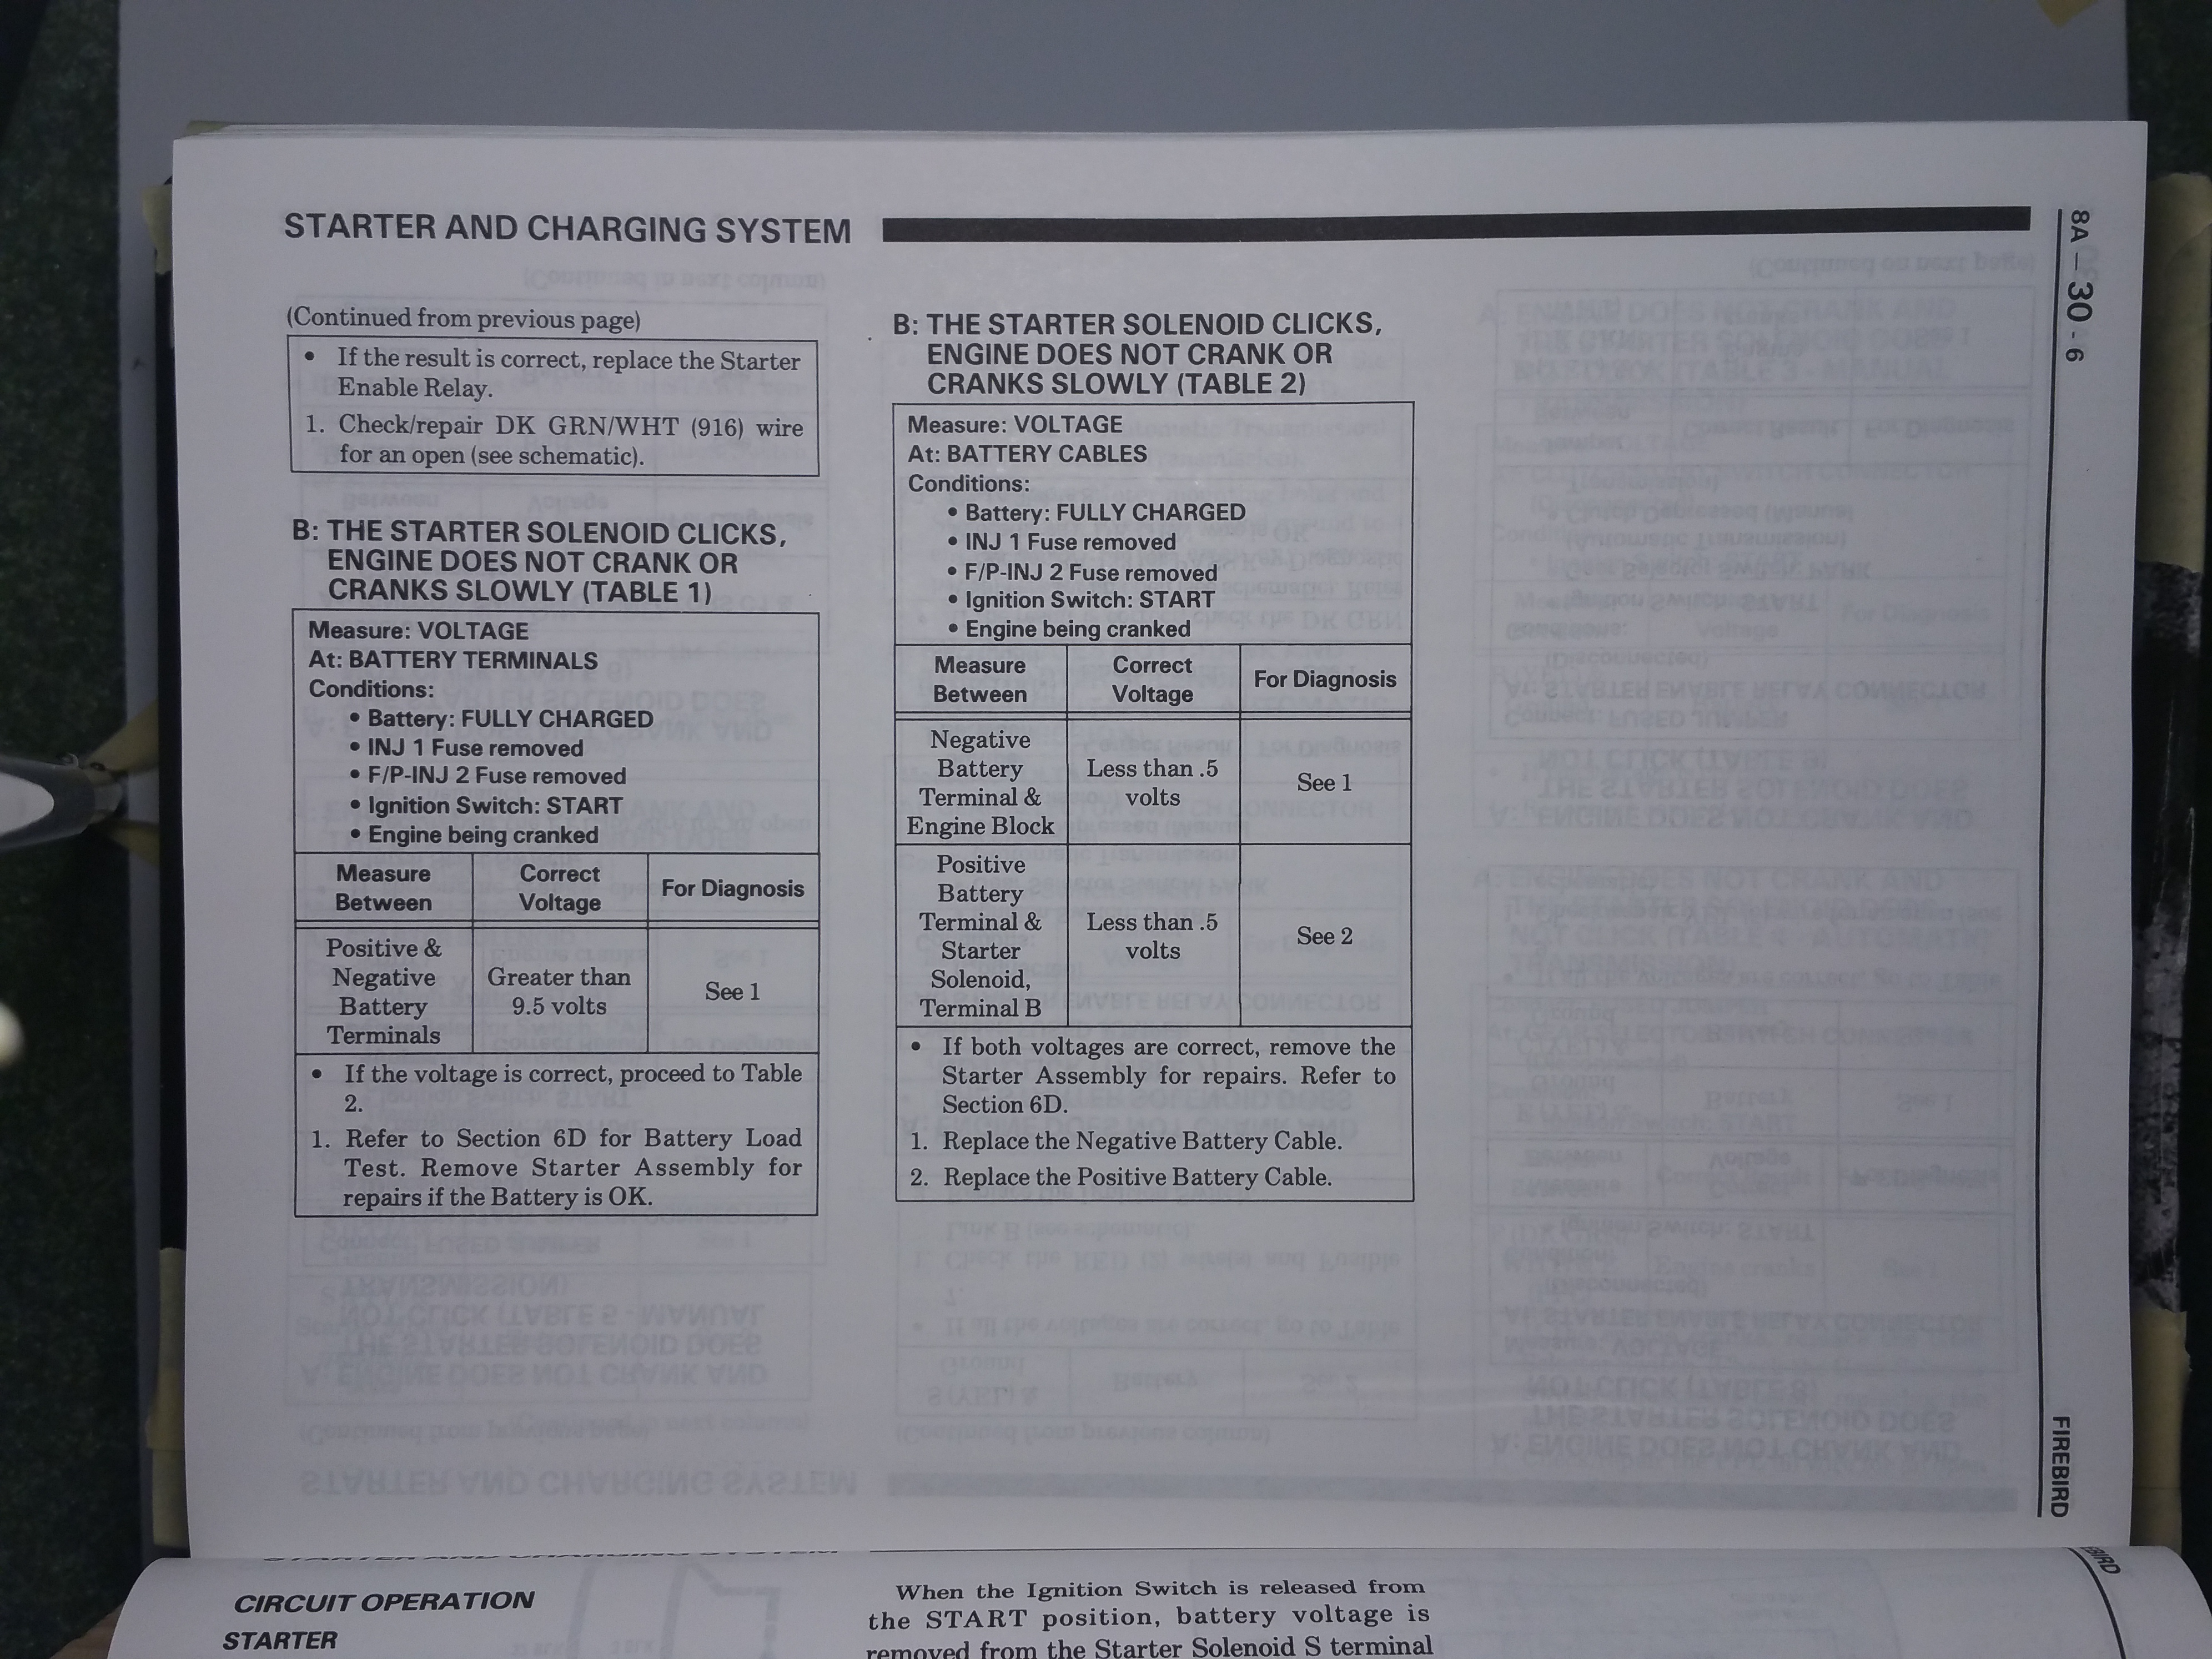 STARTER AND CHARGING SYSTEM
8A — 30 - 6
(Continued from previous page)
• If the result is correct, replace the Starter
Enable Relay.
1. Check/repair DK GRN/WHT (916) wire
for an open (see schematic).
B: THE STARTER SOLENOID CLICKS,
ENGINE DOES NOT CRANK OR
CRANKS SLOWLY (TABLE 1)
Measure: VOLTAGE
At: BATTERY TERMINALS
Conditions:
• Battery: FULLY CHARGED
• INJ 1 Fuse removed
• F/P-INJ 2 Fuse removed
• Ignition Switch: START
• Engine being cranked
Measure
Between
Correct
Voltage
For Diagnosis
Positive &
Negative
Battery
Terminals
Greater than
9.5 volts
See 1
• If the voltage is correct, proceed to Table
2.
1. Refer to Section 6D for Battery Load
Test. Remove Starter Assembly for
repairs if the Battery is OK.
B: THE STARTER SOLENOID CLICKS,
ENGINE DOES NOT CRANK OR
CRANKS SLOWLY (TABLE 2)
Measure: VOLTAGE
At: BATTERY CABLES
Conditions:
• Battery: FULLY CHARGED
• INJ 1 Fuse removed
• F/P-INJ 2 Fuse removed
• Ignition Switch: START
• Engine being cranked
Measure
Between
Correct
Voltage
For Diagnosis
Negative
Battery
Terminal &
Engine Block
Less than .5
volts
See 1
Positive
Battery
Terminal &
Starter
Solenoid,
Terminal B
Less than .5
volts
See 2
• If both voltages are correct, remove the
Starter Assembly for repairs. Refer to
Section 6D.
1. Replace the Negative Battery Cable.
2. Replace the Positive Battery Cable.
FIREBIRD
CIRCUIT OPERATION
STARTER
When the Ignition Switch is released from
the START position, battery voltage is
removed from the Starter Solenoid S terminal